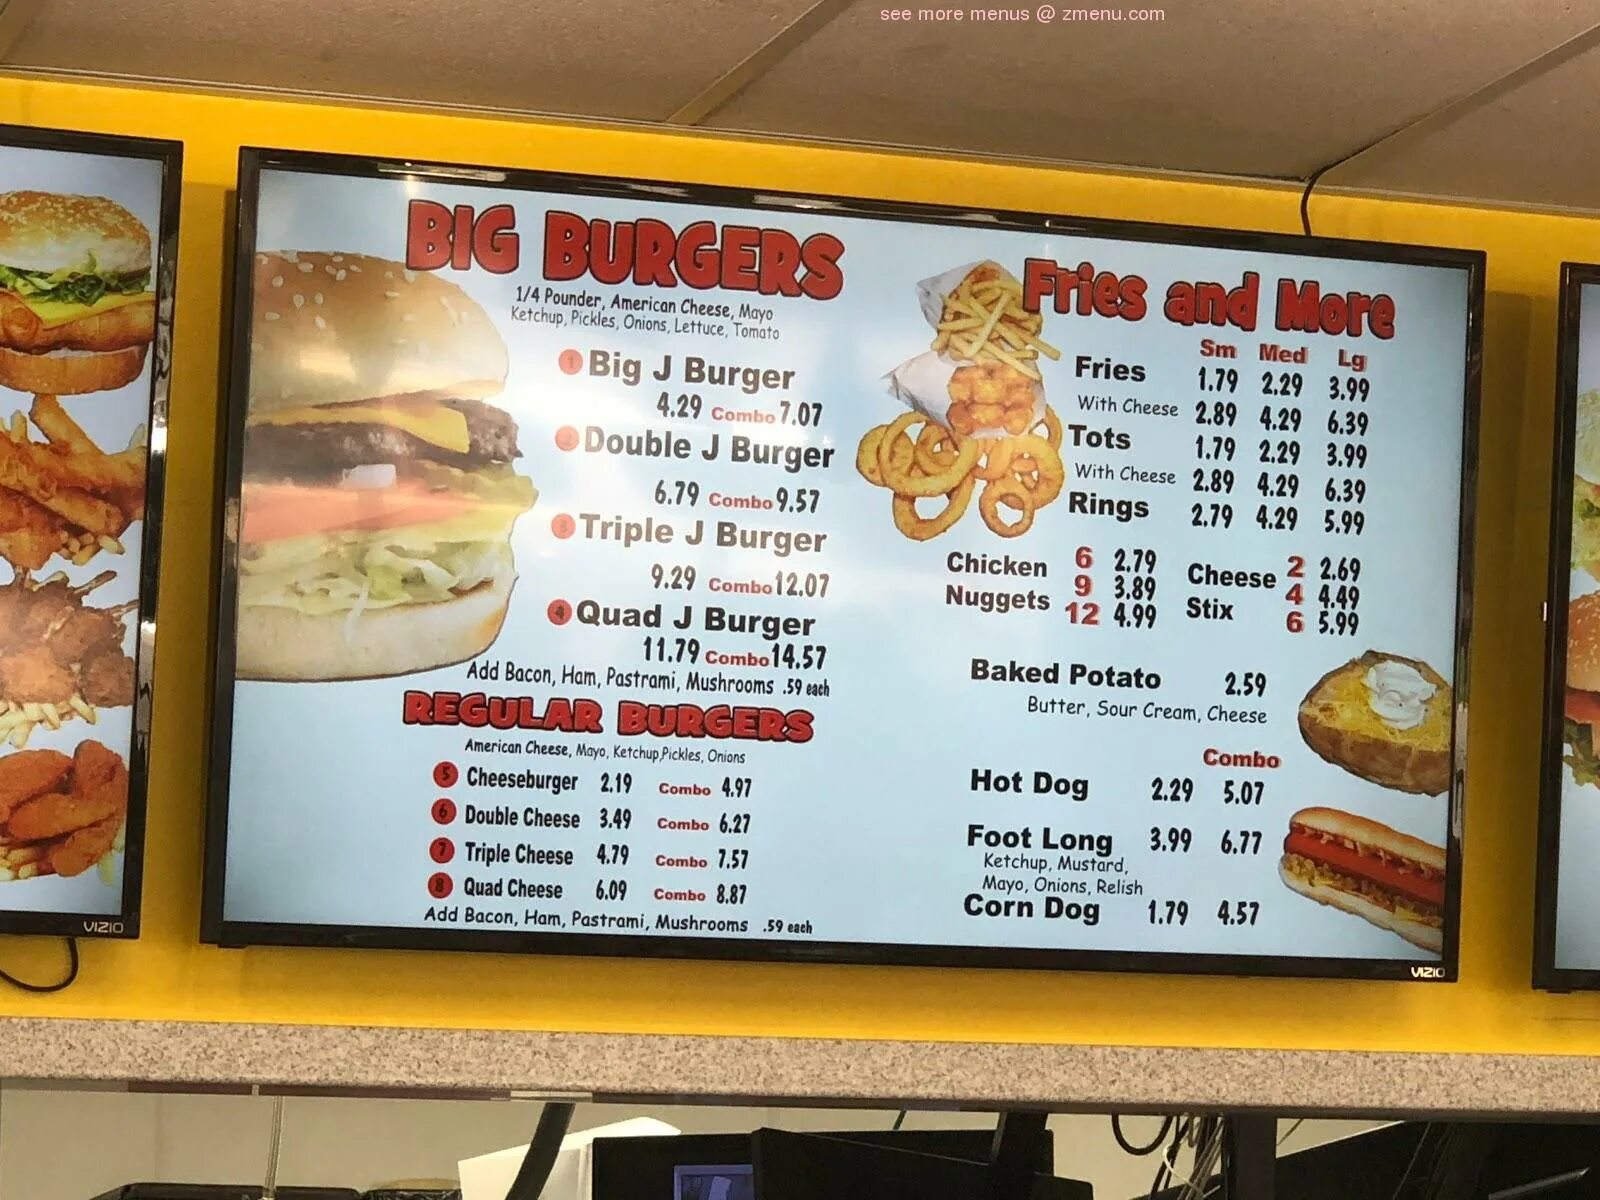 see more menus @ zmenu.com
BIG BURGERS
1/4 Pounder, American Cheese, Mayo
Ketchup, Pickles, Onions, Lettuce, Tomato
1 Big J Burger
4.29 Combo 7.07
2 Double J Burger
6.79 Combo 9.57
3 Triple J Burger
9.29 Combo 12.07
4 Quad J Burger
11.79 Combo 14.57
Add Bacon, Ham, Pastrami, Mushrooms .59 each
REGULAR BURGERS
American Cheese, Mayo, Ketchup,Pickles, Onions
5 Cheeseburger 2.19 Combo 4.97
6 Double Cheese 3.49 Combo 6.27
7 Triple Cheese 4.79 Combo 7.57
8 Quad Cheese 6.09 Combo 8.87
Add Bacon, Ham, Pastrami, Mushrooms .59 each
Fries and More
Sm Med Lg
Fries 1.79 2.29 3.99
With Cheese 2.89 4.29 6.39
Tots 1.79 2.29 3.99
With Cheese 2.89 4.29 6.39
Rings 2.79 4.29 5.99
Chicken Nuggets
6 2.79
9 3.89
12 4.99
Cheese Stix
2 2.69
4 4.49
6 5.99
Baked Potato 2.59
Butter, Sour Cream, Cheese
Combo
Hot Dog 2.29 5.07
Foot Long 3.99 6.77
Ketchup, Mustard,
Mayo, Onions, Relish
Corn Dog 1.79 4.57
VIZIO
VIZIO